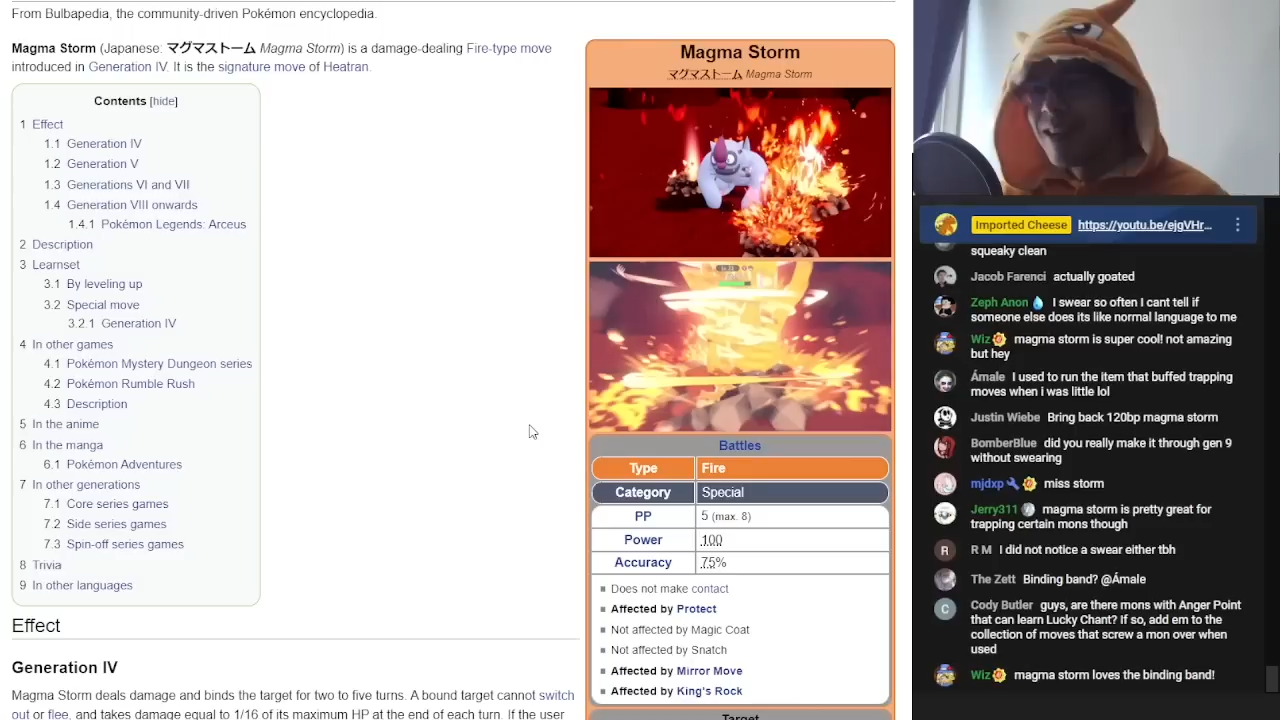 From Bulbapedia, the community-driven Pokémon encyclopedia.
Magma Storm (Japanese: マグマストーム Magma Storm) is a damage-dealing Fire-type move
introduced in Generation IV. It is the signature move of Heatran.
Contents [hide]
1 Effect
1.1 Generation IV
1.2 Generation V
1.3 Generations VI and VII
1.4 Generation VIII onwards
1.4.1 Pokémon Legends: Arceus
2 Description
3 Learnset
3.1 By leveling up
3.2 Special move
3.2.1 Generation IV
4 In other games
4.1 Pokémon Mystery Dungeon series
4.2 Pokémon Rumble Rush
4.3 Description
5 In the anime
6 In the manga
6.1 Pokémon Adventures
7 In other generations
7.1 Core series games
7.2 Side series games
7.3 Spin-off series games
8 Trivia
9 In other languages
Effect
Generation IV
Magma Storm deals damage and binds the target for two to five turns. A bound target cannot switch
out or flee, and takes damage equal to 1/16 of its maximum HP at the end of each turn. If the user
Magma Storm
マグマストーム Magma Storm
Battles
Type Fire
Category Special
PP 5 (max. 8)
Power 100
Accuracy 75%
Does not make contact
Affected by Protect
Not affected by Magic Coat
Not affected by Snatch
Affected by Mirror Move
Affected by King's Rock
Target
Imported Cheese https://youtu.be/ejgVHr...
squeaky clean
Jacob Farenci actually goated
Zeph Anon I swear so often I cant tell if
someone else does its like normal language to me
Wiz magma storm is super cool! not amazing
but hey
Ámale I used to run the item that buffed trapping
moves when i was little lol
Justin Wiebe Bring back 120bp magma storm
BomberBlue did you really make it through gen 9
without swearing
mjdxp miss storm
Jerry311 magma storm is pretty great for
trapping certain mons though
R
R M I did not notice a swear either tbh
The Zett Binding band? @Ámale
C
Cody Butler guys, are there mons with Anger Point
that can learn Lucky Chant? If so, add em to the
collection of moves that screw a mon over when
used
Wiz magma storm loves the binding band!